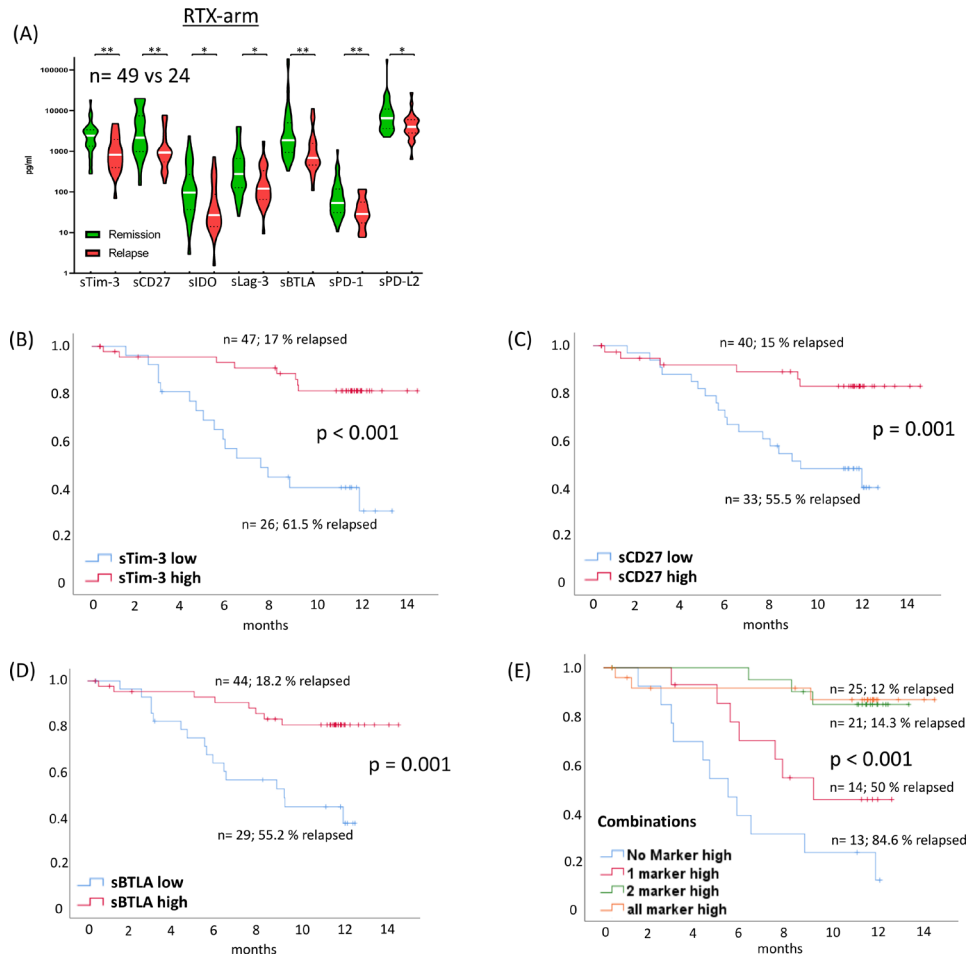 RTX-arm
(A)
** ** * * ** ** *
n= 49 vs 24
100000
10000
1000
100
10
1
pg/ml
Remission
Relapse
sTim-3 sCD27 sIDO sLag-3 sBTLA sPD-1 sPD-L2
(B)
1.0
0.8
0.6
0.4
0.2
0
n= 47; 17 % relapsed
p < 0.001
n= 26; 61.5 % relapsed
sTim-3 low
sTim-3 high
0 2 4 6 8 10 12 14
months
(C)
1.0
0.8
0.6
0.4
0.2
0
n= 40; 15 % relapsed
p = 0.001
n= 33; 55.5 % relapsed
sCD27 low
sCD27 high
0 2 4 6 8 10 12 14
months
(D)
1.0
0.8
0.6
0.4
0.2
0
n= 44; 18.2 % relapsed
p = 0.001
n= 29; 55.2 % relapsed
sBTLA low
sBTLA high
0 2 4 6 8 10 12 14
months
(E)
1.0
0.8
0.6
0.4
0.2
0
n= 25; 12 % relapsed
n= 21; 14.3 % relapsed
p < 0.001
n= 14; 50 % relapsed
n= 13; 84.6 % relapsed
Combinations
No Marker high
1 marker high
2 marker high
all marker high
0 2 4 6 8 10 12 14
months